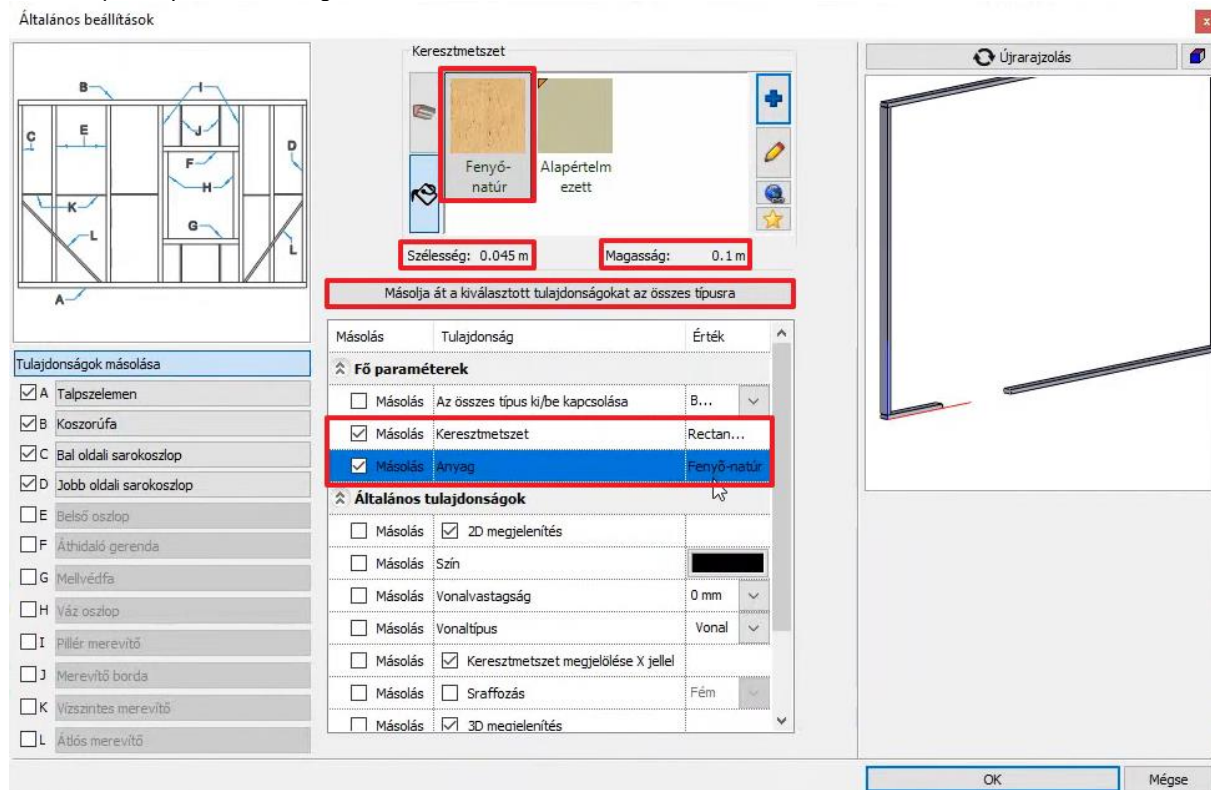 Általános beállítások
x
B
I
C
E
J
D
F
H
K
G
L
L
A
Tulajdonságok másolása
A Talpszelemen
B Koszorúfa
C Bal oldali sarokoszlop
D Jobb oldali sarokoszlop
E Belső oszlop
F Áthidaló gerenda
G Mellvédfa
H Váz oszlop
I Pillér merevítő
J Merevítő borda
K Vízszintes merevítő
L Átlós merevítő
Keresztmetszet
Fenyő-
natúr
Alapértelm
ezett
Szélesség: 0.045 m Magasság: 0.1 m
Másolja át a kiválasztott tulajdonságokat az összes típusra
Másolás Tulajdonság Érték
Fő paraméterek
Másolás Az összes típus ki/be kapcsolása B...
Másolás Keresztmetszet Rectan...
Másolás Anyag Fenyő-natúr
Általános tulajdonságok
Másolás 2D megjelenítés
Másolás Szín
Másolás Vonalvastagság 0 mm
Másolás Vonaltípus Vonal
Másolás Keresztmetszet megjelölése X jellel
Másolás Sraffozás Fém
Másolás 3D megjelenítés
Újrarajzolás
OK Mégse